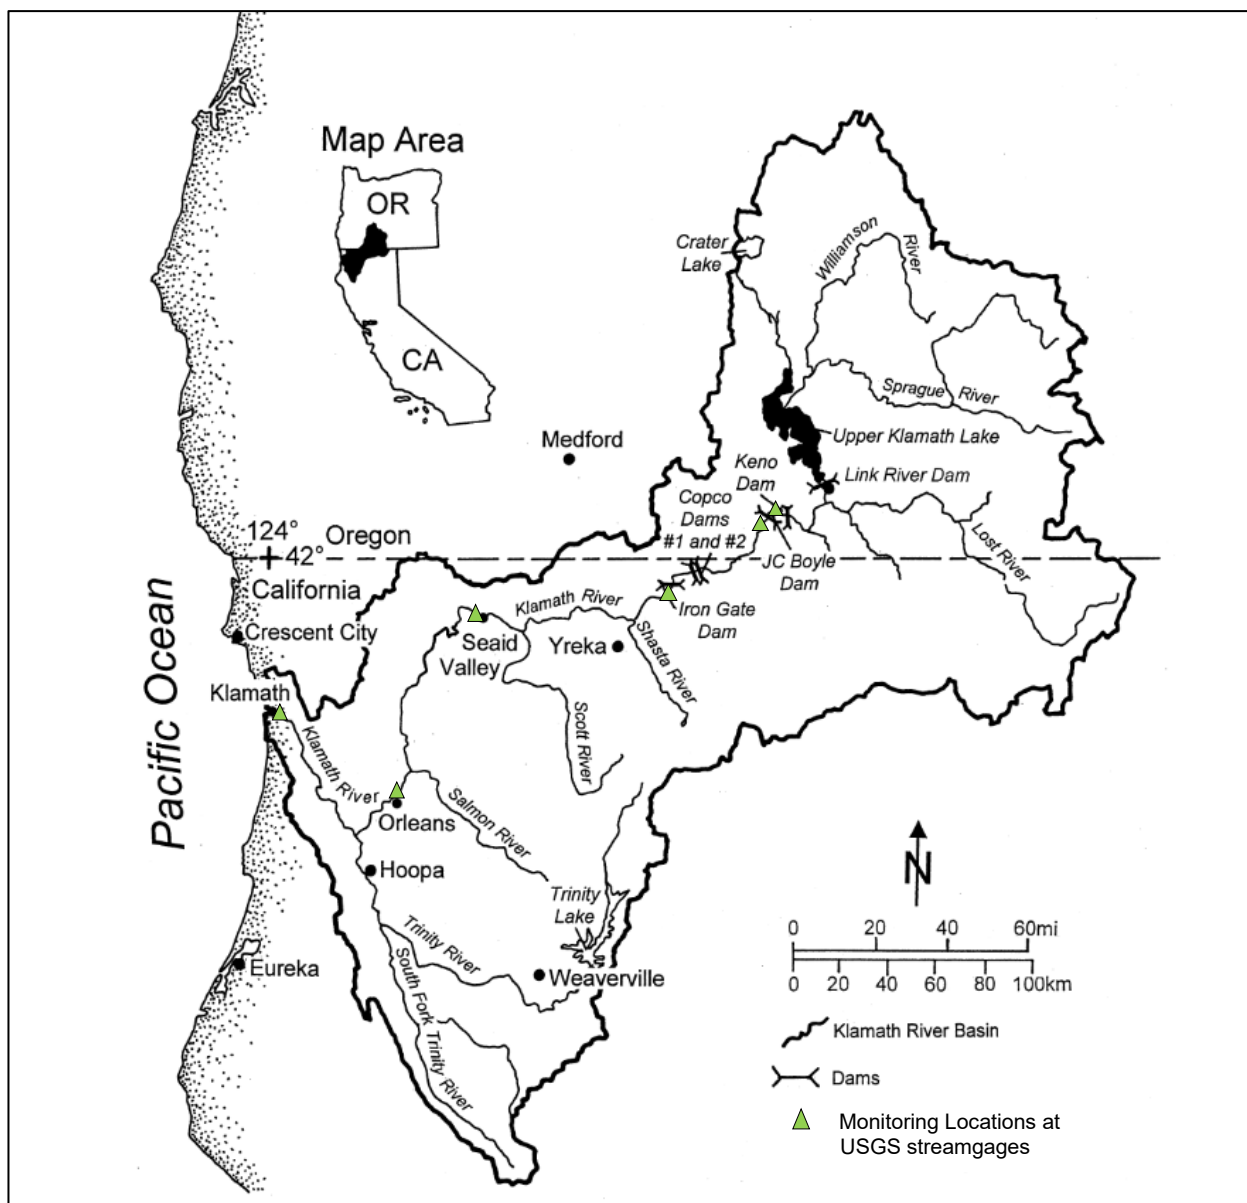 Map Area
OR
CA
Crater
Lake
Williamson
River
Sprague River
Upper Klamath Lake
Medford
Keno
Dam
Link River Dam
Copco
Dams
#1 and #2
Lost River
JC Boyle
Dam
124°
42°
Oregon
California
Iron Gate
Dam
Klamath River
Seaid
Valley
Yreka
Shasta River
Scott River
Crescent City
Pacific Ocean
Klamath
Klamath River
Orleans
Salmon River
Hoopa
Trinity
Lake
Trinity River
Weaverville
South Fork Trinity River
Eureka
N
0 20 40 60mi
0 20 40 60 80 100km
Klamath River Basin
Dams
Monitoring Locations at
USGS streamgages